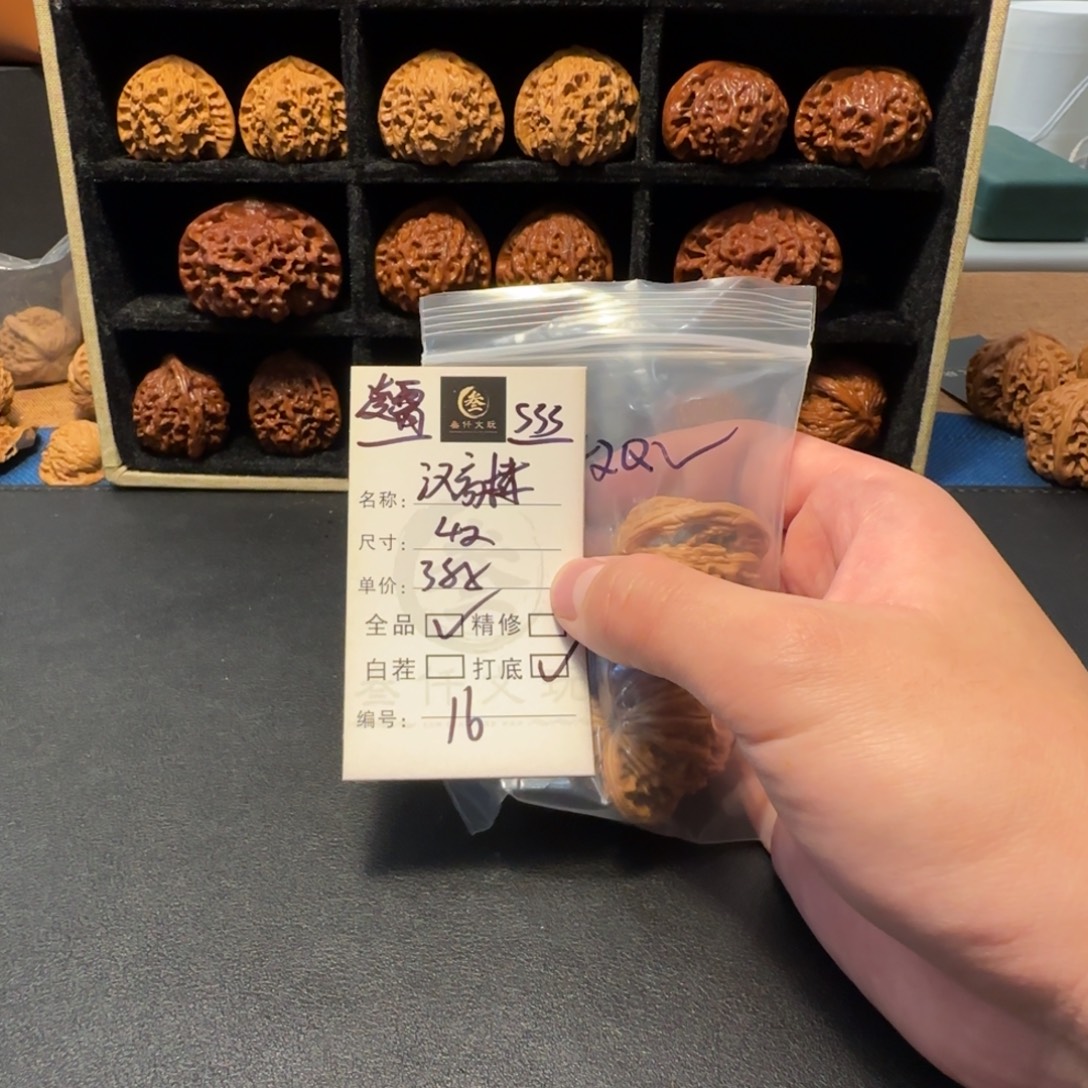 SSS
叁仟文玩
名称：
尺寸：42
单价：388
全品 ✓ 精修
白茬 打底 ✓
编号：16
2Q✓